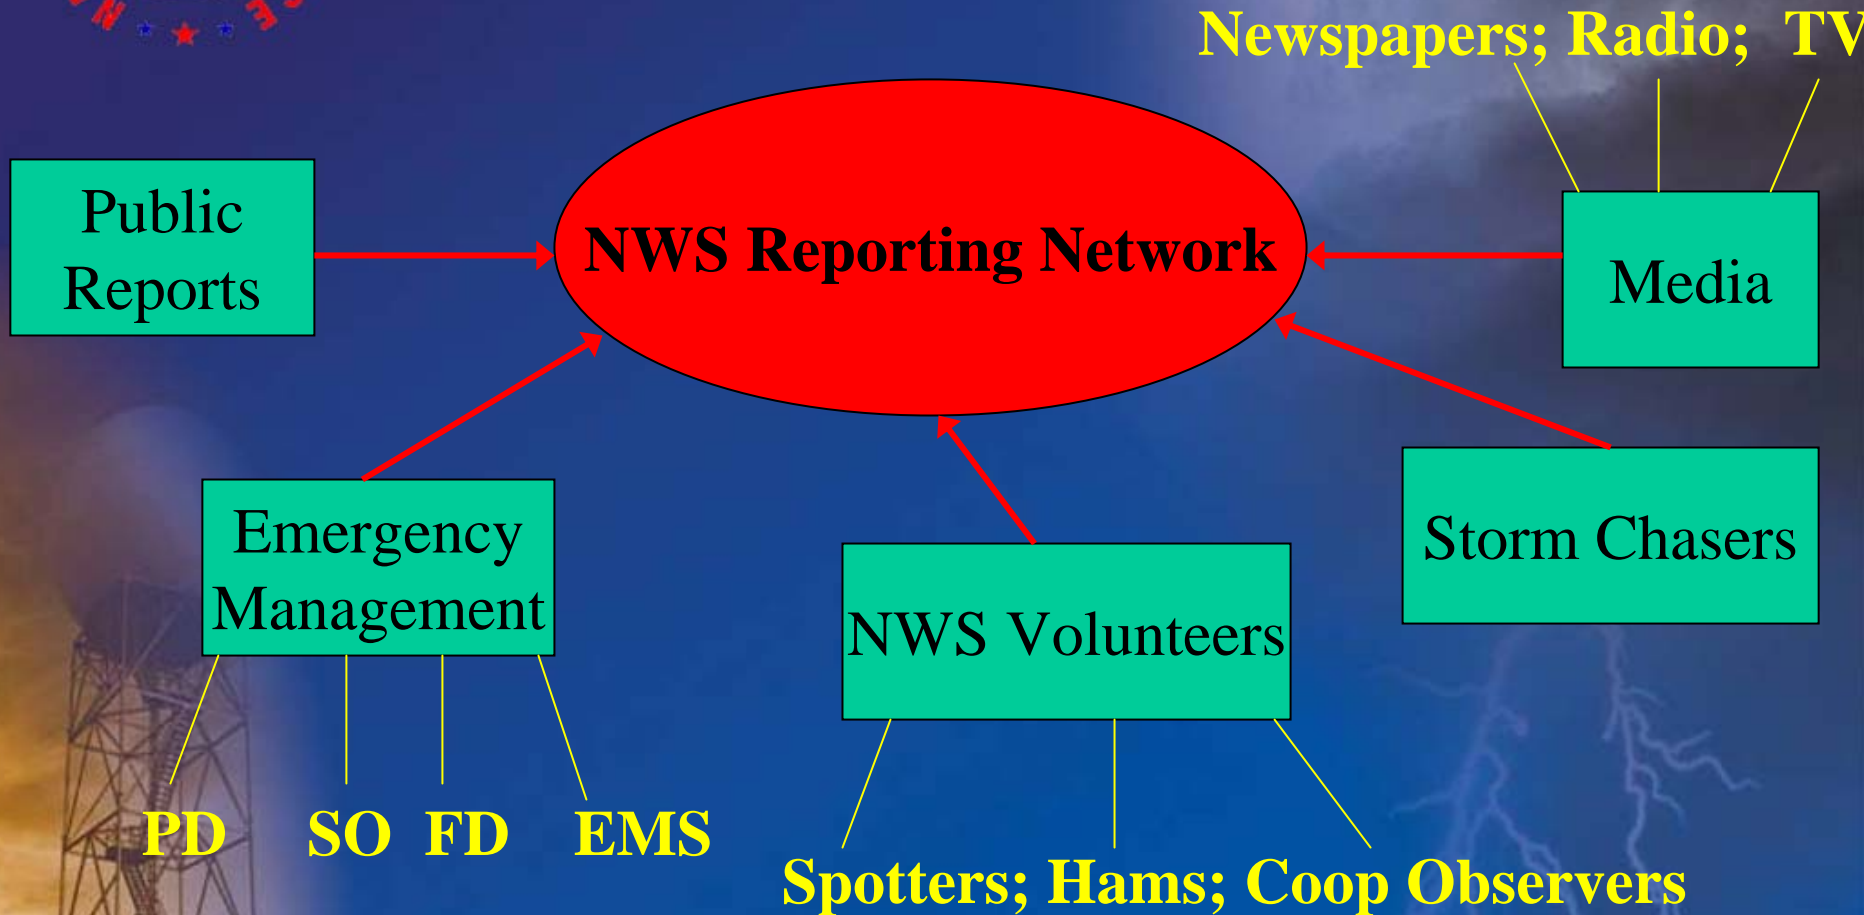 Newspapers; Radio; TV
Public
Reports
NWS Reporting Network
Media
Emergency
Management
NWS Volunteers
Storm Chasers
PD SO FD EMS
Spotters; Hams; Coop Observers